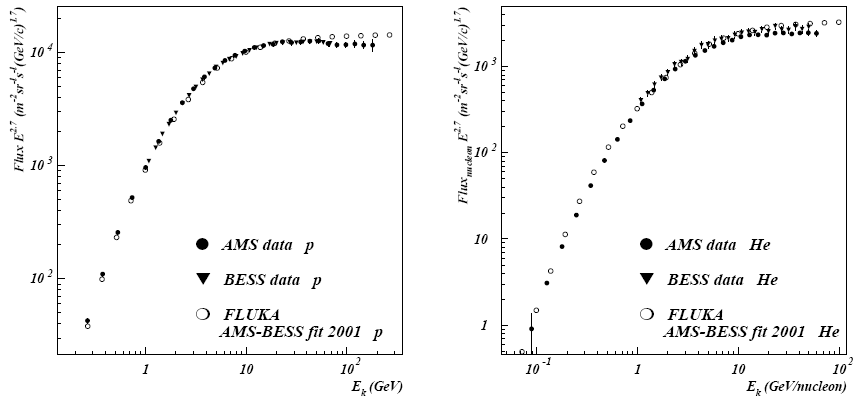 Flux E^2.7 (m^-2 sr^-1 s^-1 (GeV/c)^1.7)
10^4
10^3
10^2
AMS data p
BESS data p
FLUKA
AMS-BESS fit 2001 p
1 10 10^2
E_k (GeV)
Flux_nucleon E^2.7 (m^-2 sr^-1 s^-1 (GeV/c)^1.7)
10^3
10^2
10
1
AMS data He
BESS data He
FLUKA
AMS-BESS fit 2001 He
10^-1 1 10 10^2
E_k (GeV/nucleon)